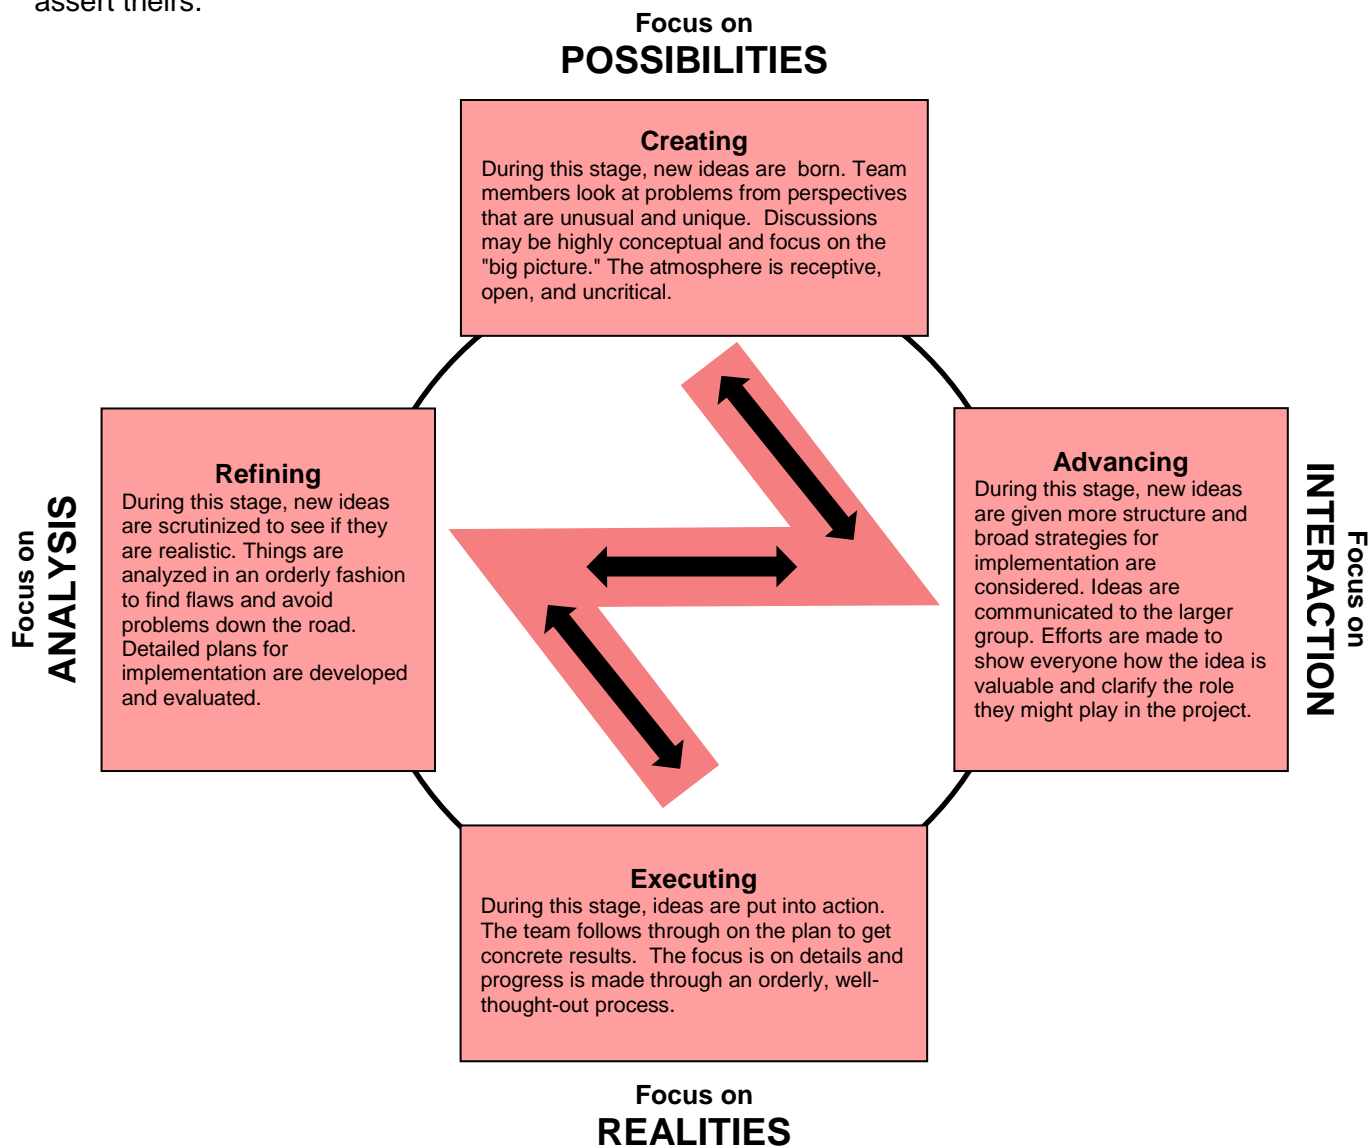 assert theirs.
Focus on
POSSIBILITIES
Creating
During this stage, new ideas are  born. Team
members look at problems from perspectives
that are unusual and unique.  Discussions
may be highly conceptual and focus on the
"big picture." The atmosphere is receptive,
open, and uncritical.
Focus on
ANALYSIS
Refining
During this stage, new ideas
are scrutinized to see if they
are realistic. Things are
analyzed in an orderly fashion
to find flaws and avoid
problems down the road.
Detailed plans for
implementation are developed
and evaluated.
Advancing
During this stage, new ideas
are given more structure and
broad strategies for
implementation are
considered. Ideas are
communicated to the larger
group. Efforts are made to
show everyone how the idea is
valuable and clarify the role
they might play in the project.
Focus on
INTERACTION
Executing
During this stage, ideas are put into action.
The team follows through on the plan to get
concrete results.  The focus is on details and
progress is made through an orderly, well-
thought-out process.
Focus on
REALITIES